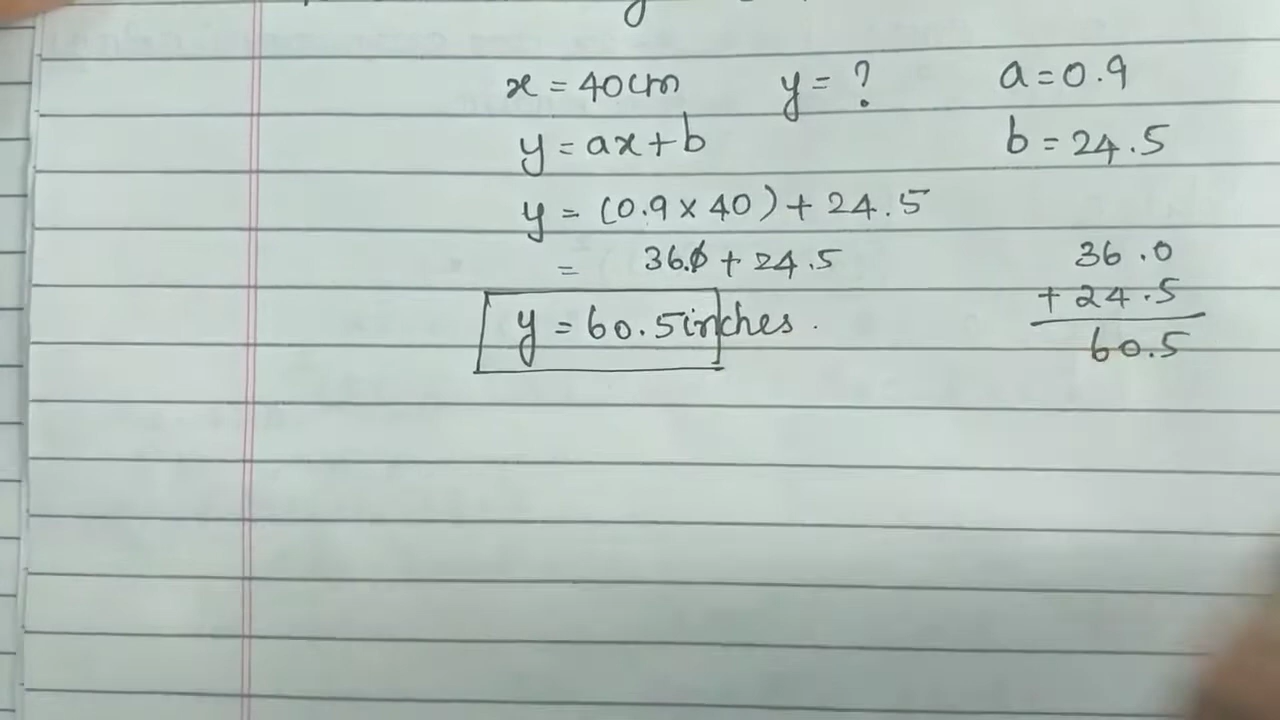 x = 40cm y = ? a = 0.9
y = ax + b b = 24.5
y = (0.9 × 40) + 24.5
= 36.0 + 24.5 36.0
+ 24.5
y = 60.5 inches. 60.5